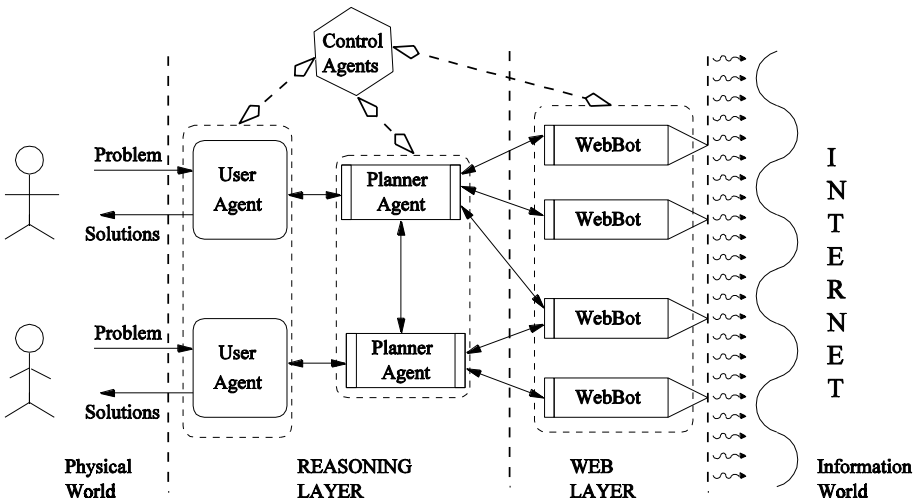 Control
Agents
Problem
User
Agent
Solutions
Planner
Agent
WebBot
WebBot
WebBot
WebBot
Problem
User
Agent
Solutions
Planner
Agent
I
N
T
E
R
N
E
T
Physical
World
REASONING
LAYER
WEB
LAYER
Information
World